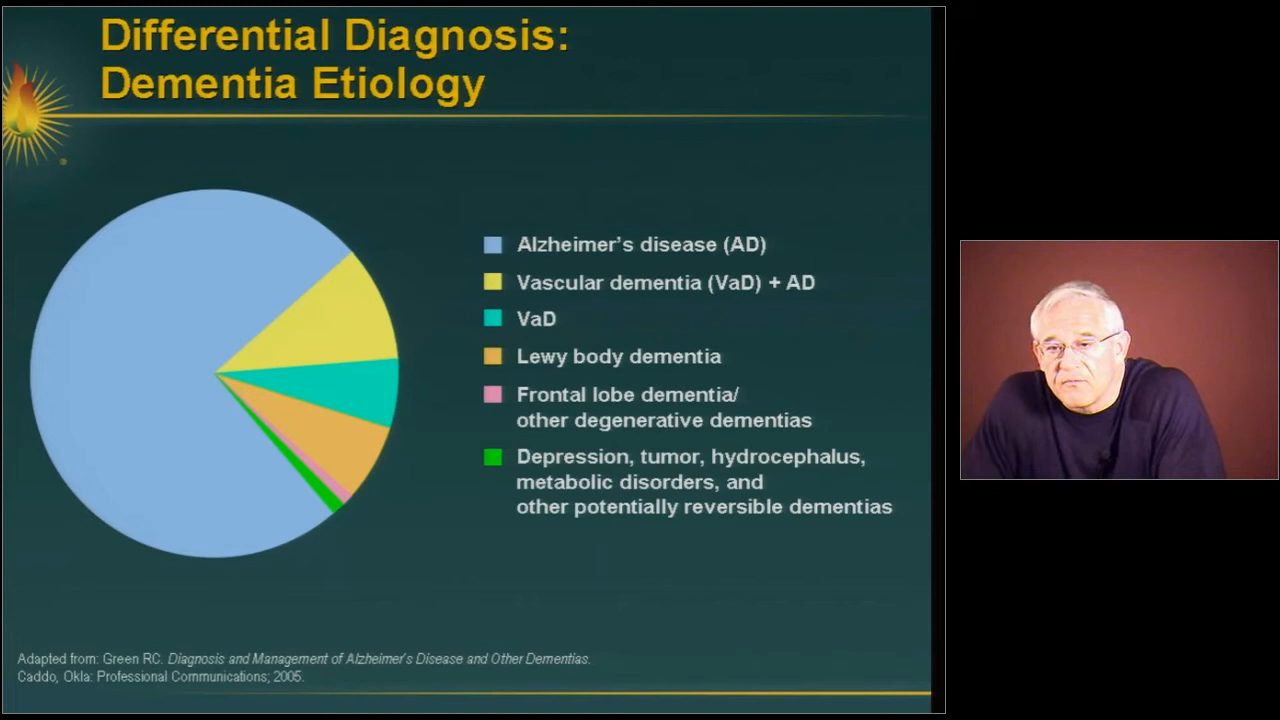 Differential Diagnosis:
Dementia Etiology
®
Alzheimer's disease (AD)
Vascular dementia (VaD) + AD
VaD
Lewy body dementia
Frontal lobe dementia/
other degenerative dementias
Depression, tumor, hydrocephalus,
metabolic disorders, and
other potentially reversible dementias
Adapted from: Green RC. Diagnosis and Management of Alzheimer's Disease and Other Dementias.
Caddo, Okla: Professional Communications; 2005.